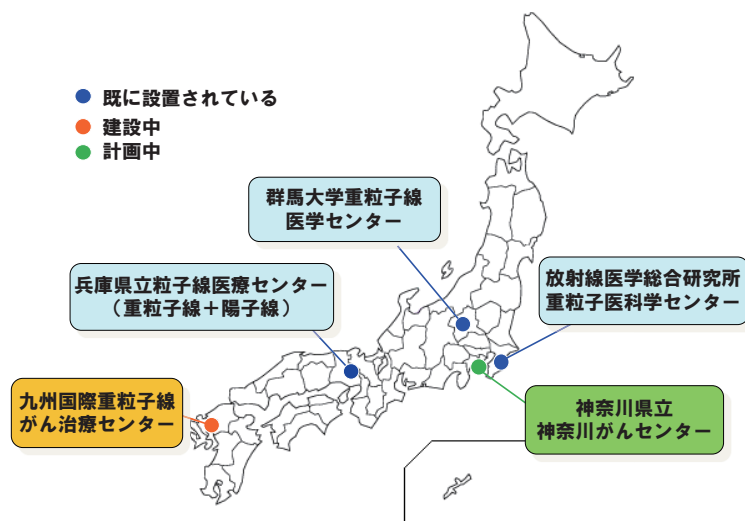 既に設置されている
建設中
計画中
群馬大学重粒子線
医学センター
兵庫県立粒子線医療センター
（重粒子線＋陽子線）
放射線医学総合研究所
重粒子医科学センター
九州国際重粒子線
がん治療センター
神奈川県立
神奈川がんセンター